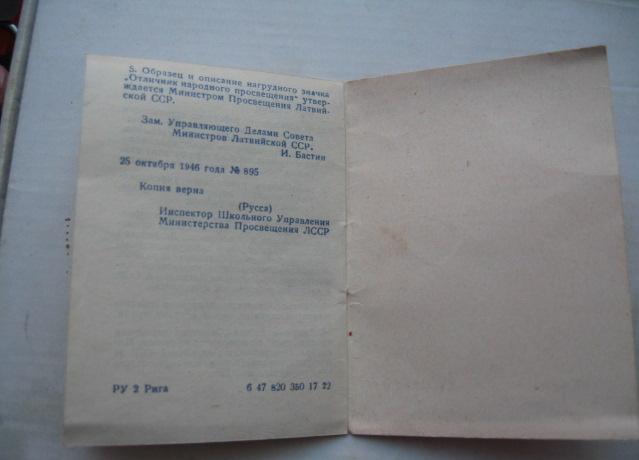 5. Образец и описание нагрудного значка
„Отличник народного просвещения“ утвер-
ждается Министром Просвещения Латвий-
ской ССР.
Зам. Управляющего Делами Совета
Министров Латвийской ССР.
И. Бастин
25 октября 1946 года № 895
Копия верна
(Русса)
Инспектор Школьного Управления
Министерства Просвещения ЛССР
РУ 2 Рига 6 47 820 350 17 22